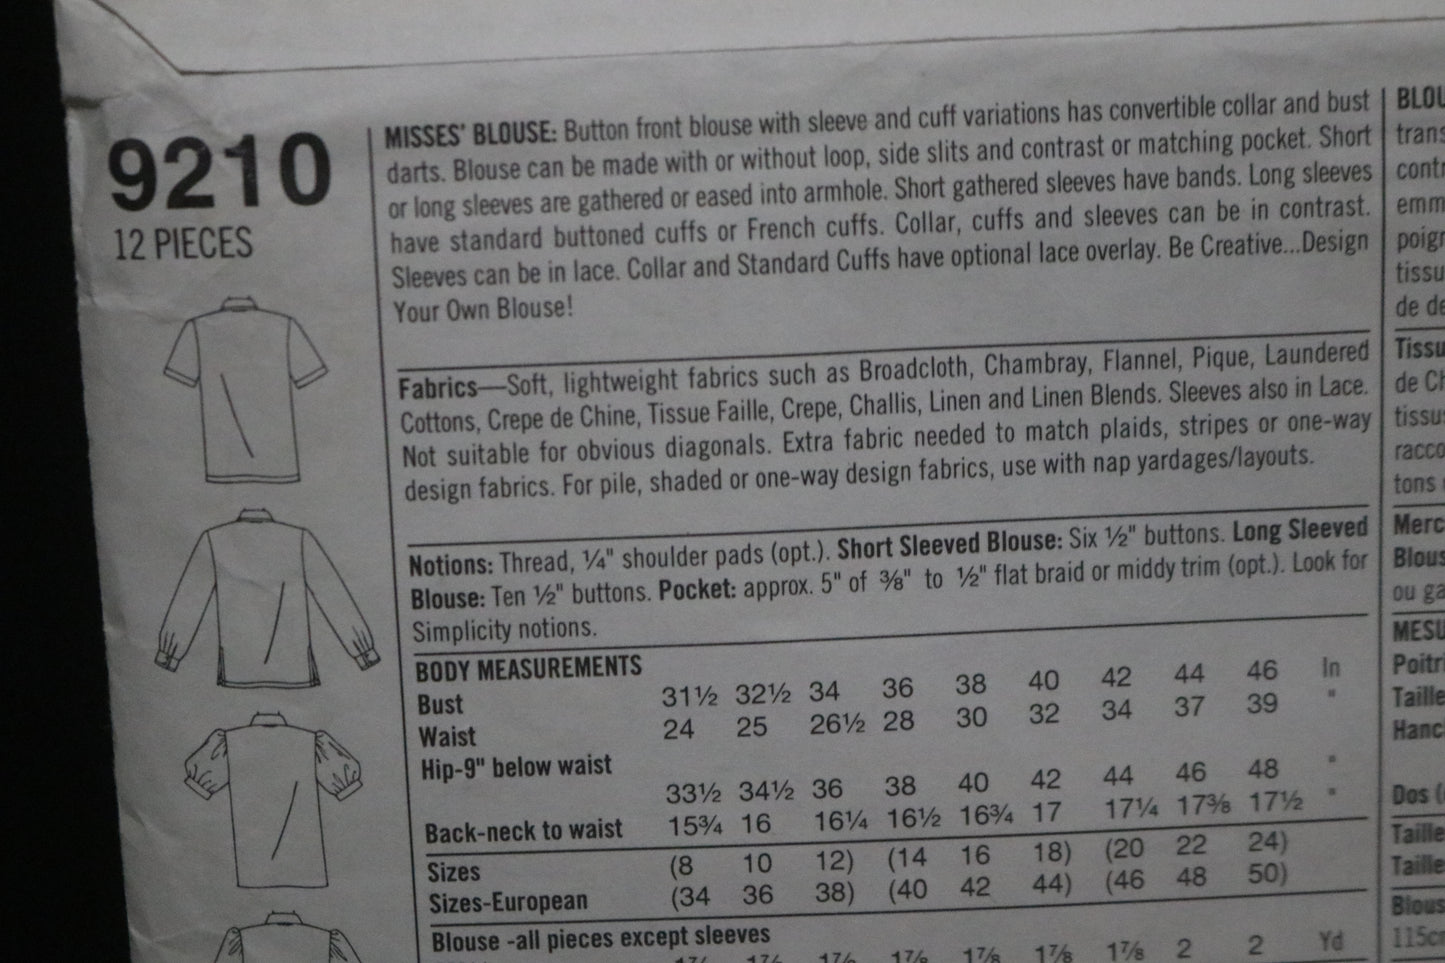 9210
12 PIECES
MISSES' BLOUSE: Button front blouse with sleeve and cuff variations has convertible collar and bust
darts. Blouse can be made with or without loop, side slits and contrast or matching pocket. Short
or long sleeves are gathered or eased into armhole. Short gathered sleeves have bands. Long sleeves
have standard buttoned cuffs or French cuffs. Collar, cuffs and sleeves can be in contrast.
Sleeves can be in lace. Collar and Standard Cuffs have optional lace overlay. Be Creative...Design
Your Own Blouse!
Fabrics—Soft, lightweight fabrics such as Broadcloth, Chambray, Flannel, Pique, Laundered
Cottons, Crepe de Chine, Tissue Faille, Crepe, Challis, Linen and Linen Blends. Sleeves also in Lace.
Not suitable for obvious diagonals. Extra fabric needed to match plaids, stripes or one-way
design fabrics. For pile, shaded or one-way design fabrics, use with nap yardages/layouts.
Notions: Thread, ¼" shoulder pads (opt.). Short Sleeved Blouse: Six ½" buttons. Long Sleeved
Blouse: Ten ½" buttons. Pocket: approx. 5" of ⅜" to ½" flat braid or middy trim (opt.). Look for
Simplicity notions.
BODY MEASUREMENTS
Bust 31½ 32½ 34 36 38 40 42 44 46 In
Waist 24 25 26½ 28 30 32 34 37 39 "
Hip-9" below waist
33½ 34½ 36 38 40 42 44 46 48 "
Back-neck to waist 15¾ 16 16¼ 16½ 16¾ 17 17¼ 17⅜ 17½ "
Sizes (8 10 12) (14 16 18) (20 22 24)
Sizes-European (34 36 38) (40 42 44) (46 48 50)
Blouse -all pieces except sleeves
1⅞ 1⅞ 1⅞ 1⅞ 2 2 Yd
BLOU
trans
contr
emm
poign
tissu
de de
Tissu
de Ch
tissus
racco
tons
Merc
Blous
ou ga
MESU
Poitri
Taille
Hanc
Dos (
Taille
Taille
Blous
115c